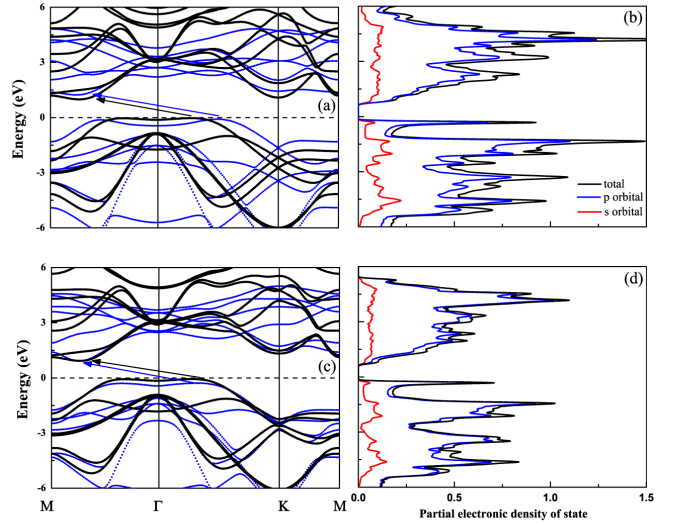 6
3
0
-3
-6
Energy (eV)
(a)
(b)
total
p orbital
s orbital
6
3
0
-3
-6
Energy (eV)
(c)
(d)
M Γ K M
0.0 0.5 1.0 1.5
Partial electronic density of state